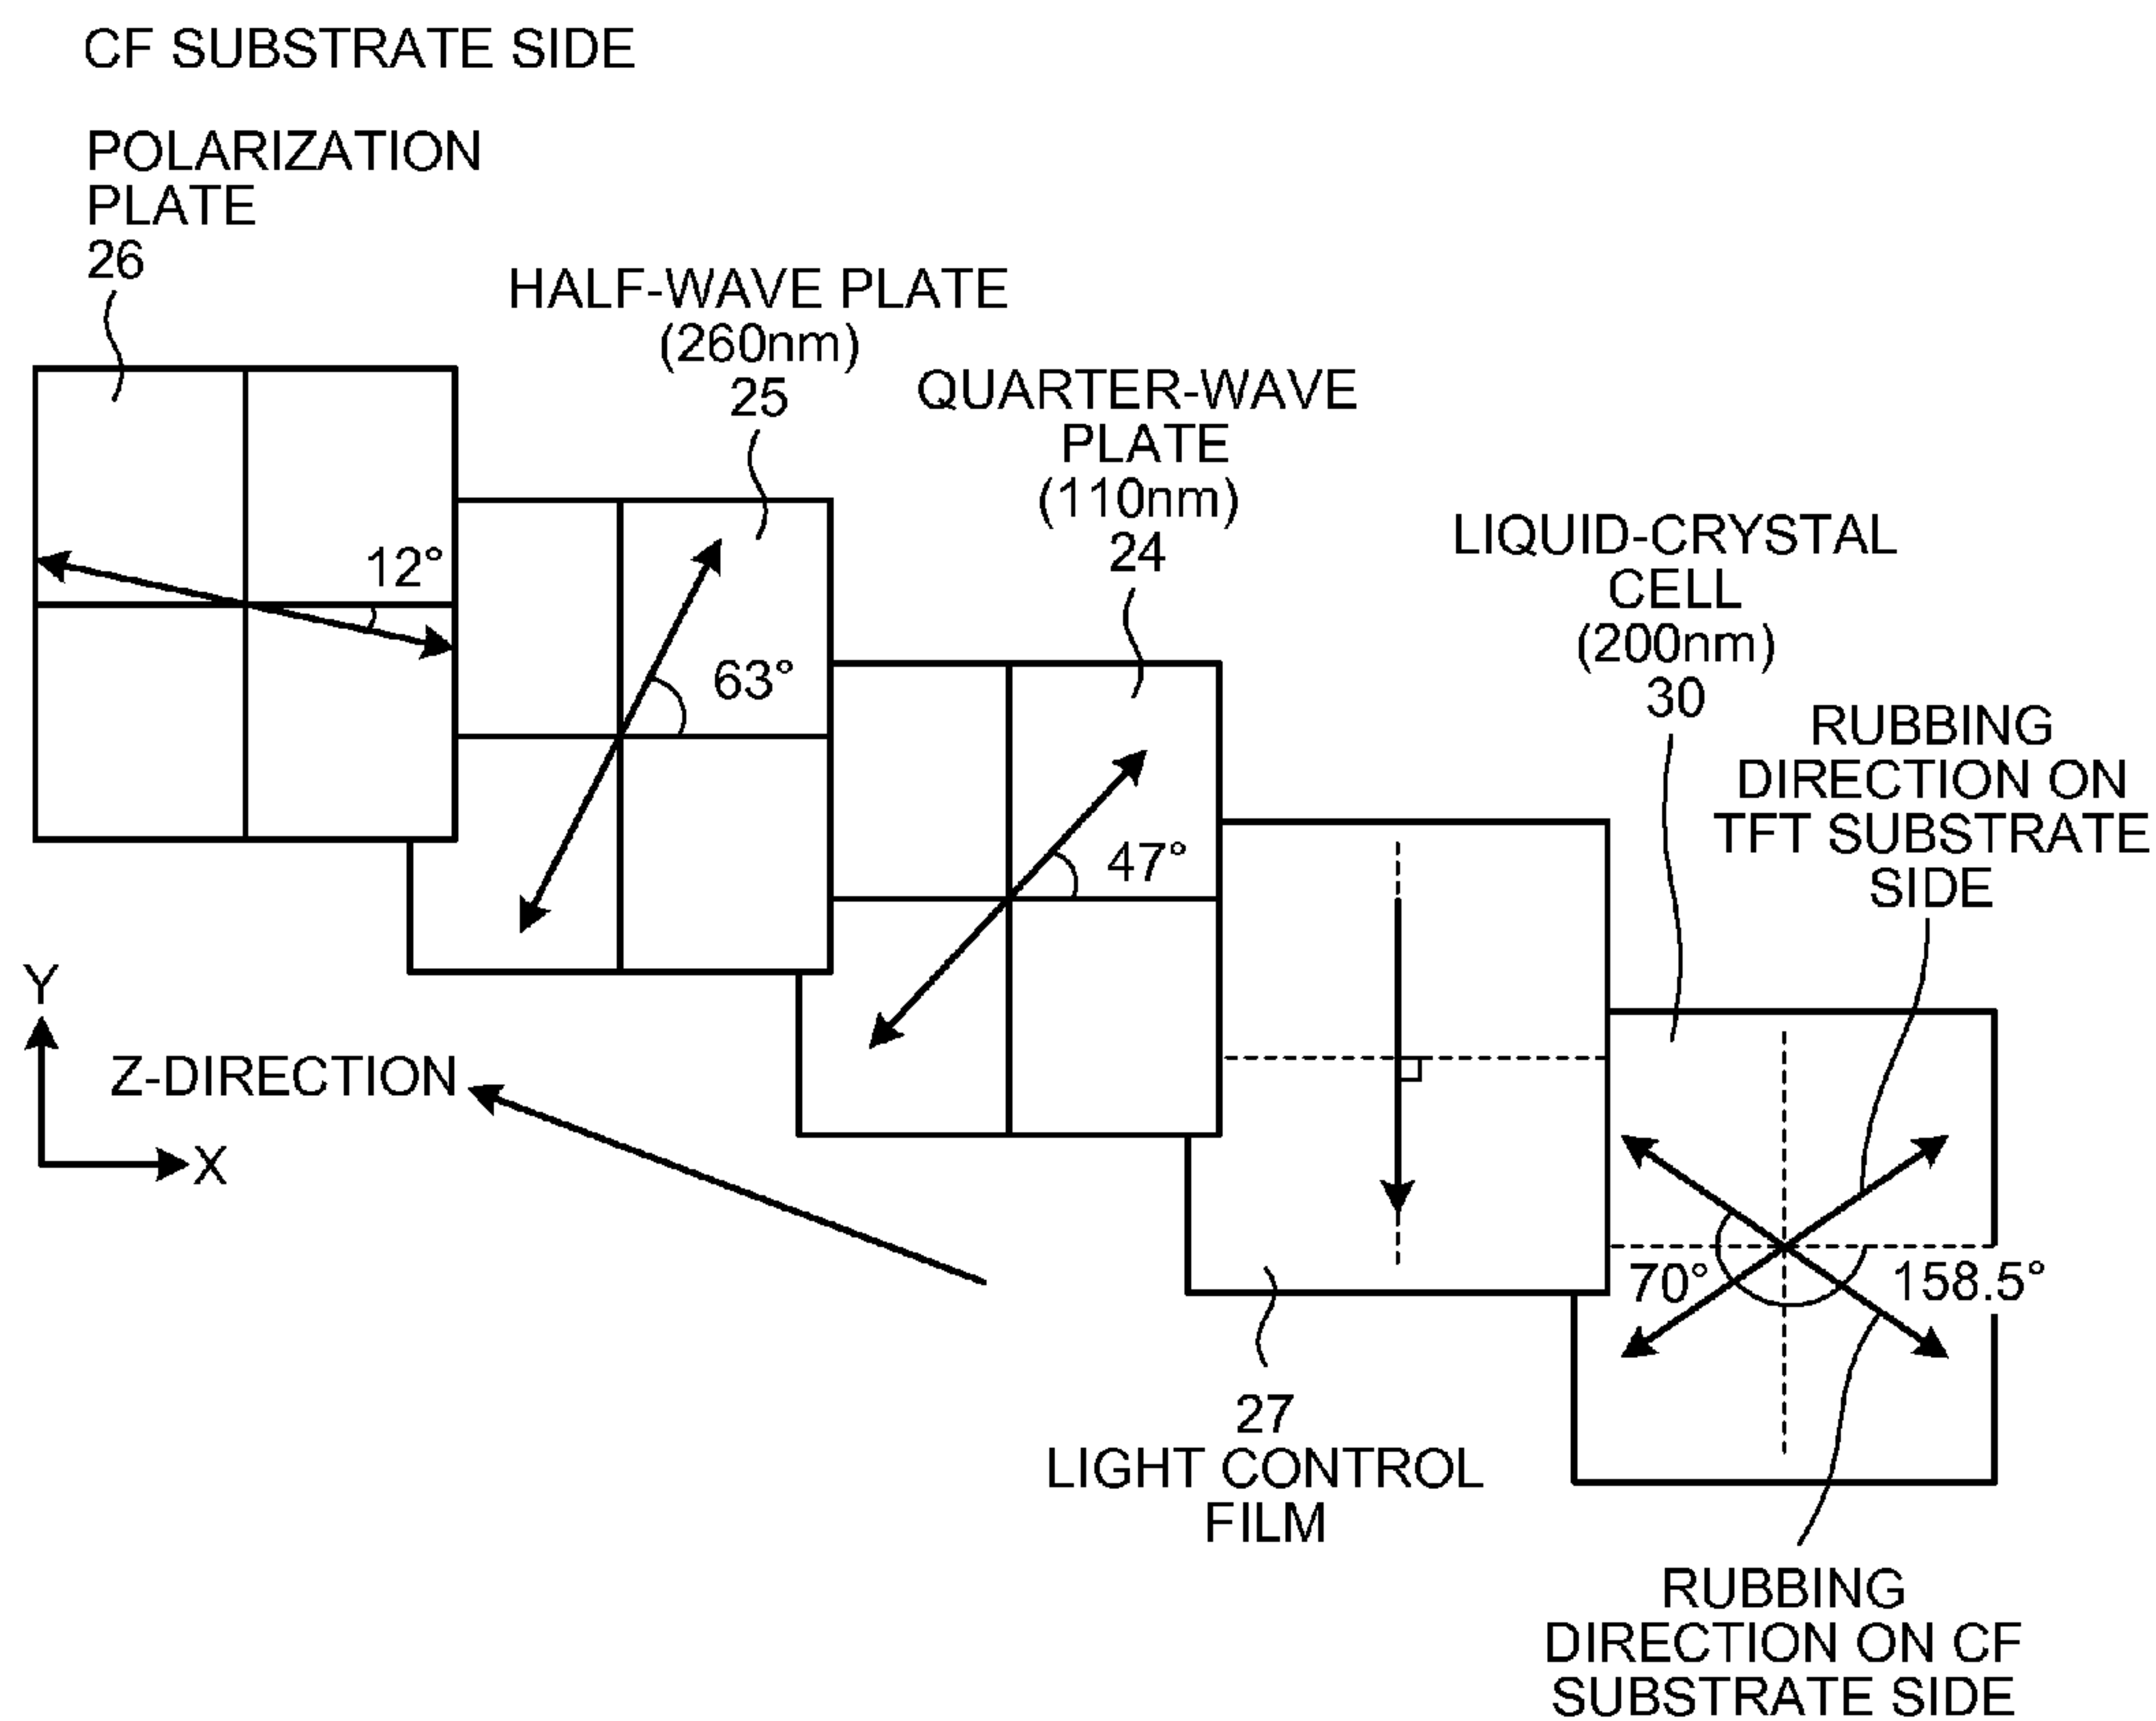 CF SUBSTRATE SIDE
POLARIZATION
PLATE
26
HALF-WAVE PLATE
(260nm)
25
QUARTER-WAVE
PLATE
(110nm)
24
LIQUID-CRYSTAL
CELL
(200nm)
30
RUBBING
DIRECTION ON
TFT SUBSTRATE
SIDE
12°
63°
47°
Y
Z-DIRECTION
X
70°
158.5°
27
LIGHT CONTROL
FILM
RUBBING
DIRECTION ON CF
SUBSTRATE SIDE